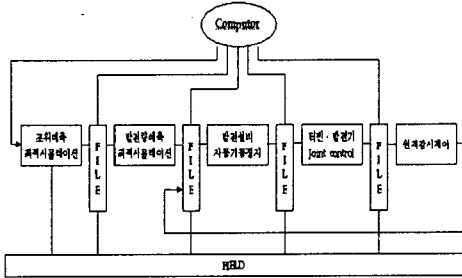 Computer
조위예측
최적시뮬레이션
FILE
발전량예측
최적시뮬레이션
FILE
발전설비
자동기동정지
FILE
터빈·발전기
Joint control
FILE
원격감시제어
FIELD